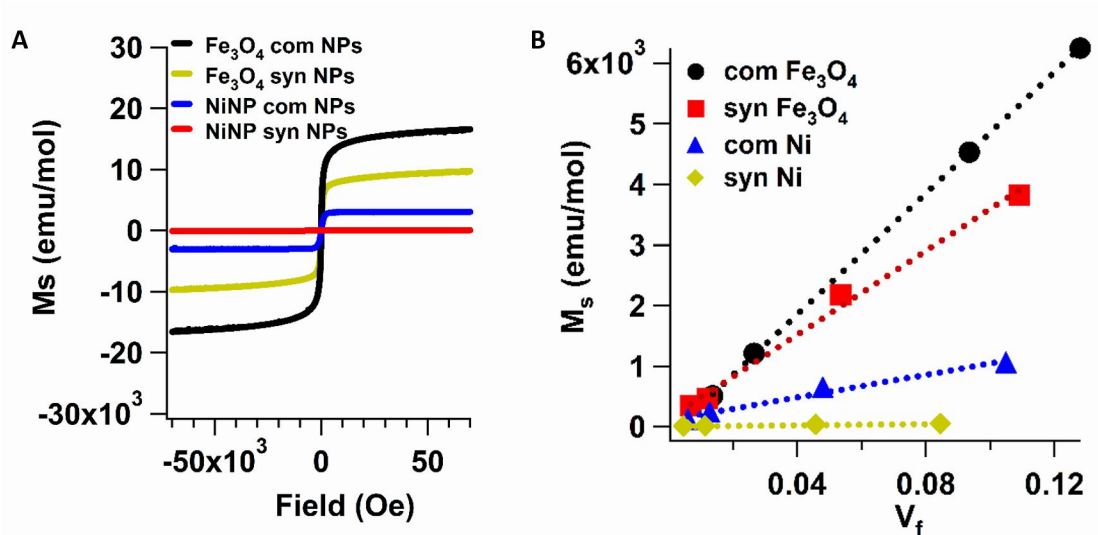 A
Ms (emu/mol)
30
20
10
0
-10
-20
-30x10³
Fe₃O₄ com NPs
Fe₃O₄ syn NPs
NiNP com NPs
NiNP syn NPs
-50x10³
0
50
Field (Oe)
B
Mₛ (emu/mol)
6x10³
5
4
3
2
1
0
com Fe₃O₄
syn Fe₃O₄
com Ni
syn Ni
0.04
0.08
0.12
V_f